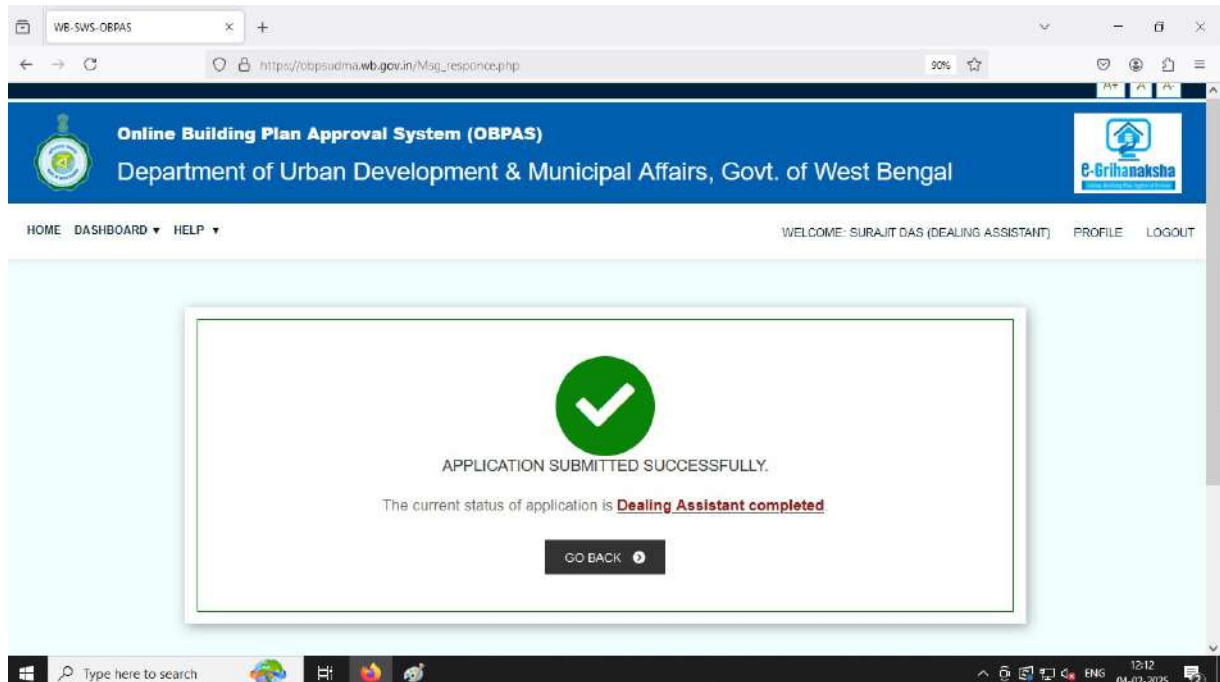 WB-SWS-OBPAS
https://obpsudma.wb.gov.in/Msg_responce.php
90%
A+ A A-
Online Building Plan Approval System (OBPAS)
Department of Urban Development & Municipal Affairs, Govt. of West Bengal
e-Grihanaksha
HOME DASHBOARD ▾ HELP ▾
WELCOME: SURAJIT DAS (DEALING ASSISTANT) PROFILE LOGOUT
APPLICATION SUBMITTED SUCCESSFULLY.
The current status of application is Dealing Assistant completed.
GO BACK
Type here to search
ENG
12:12
04-02-2025